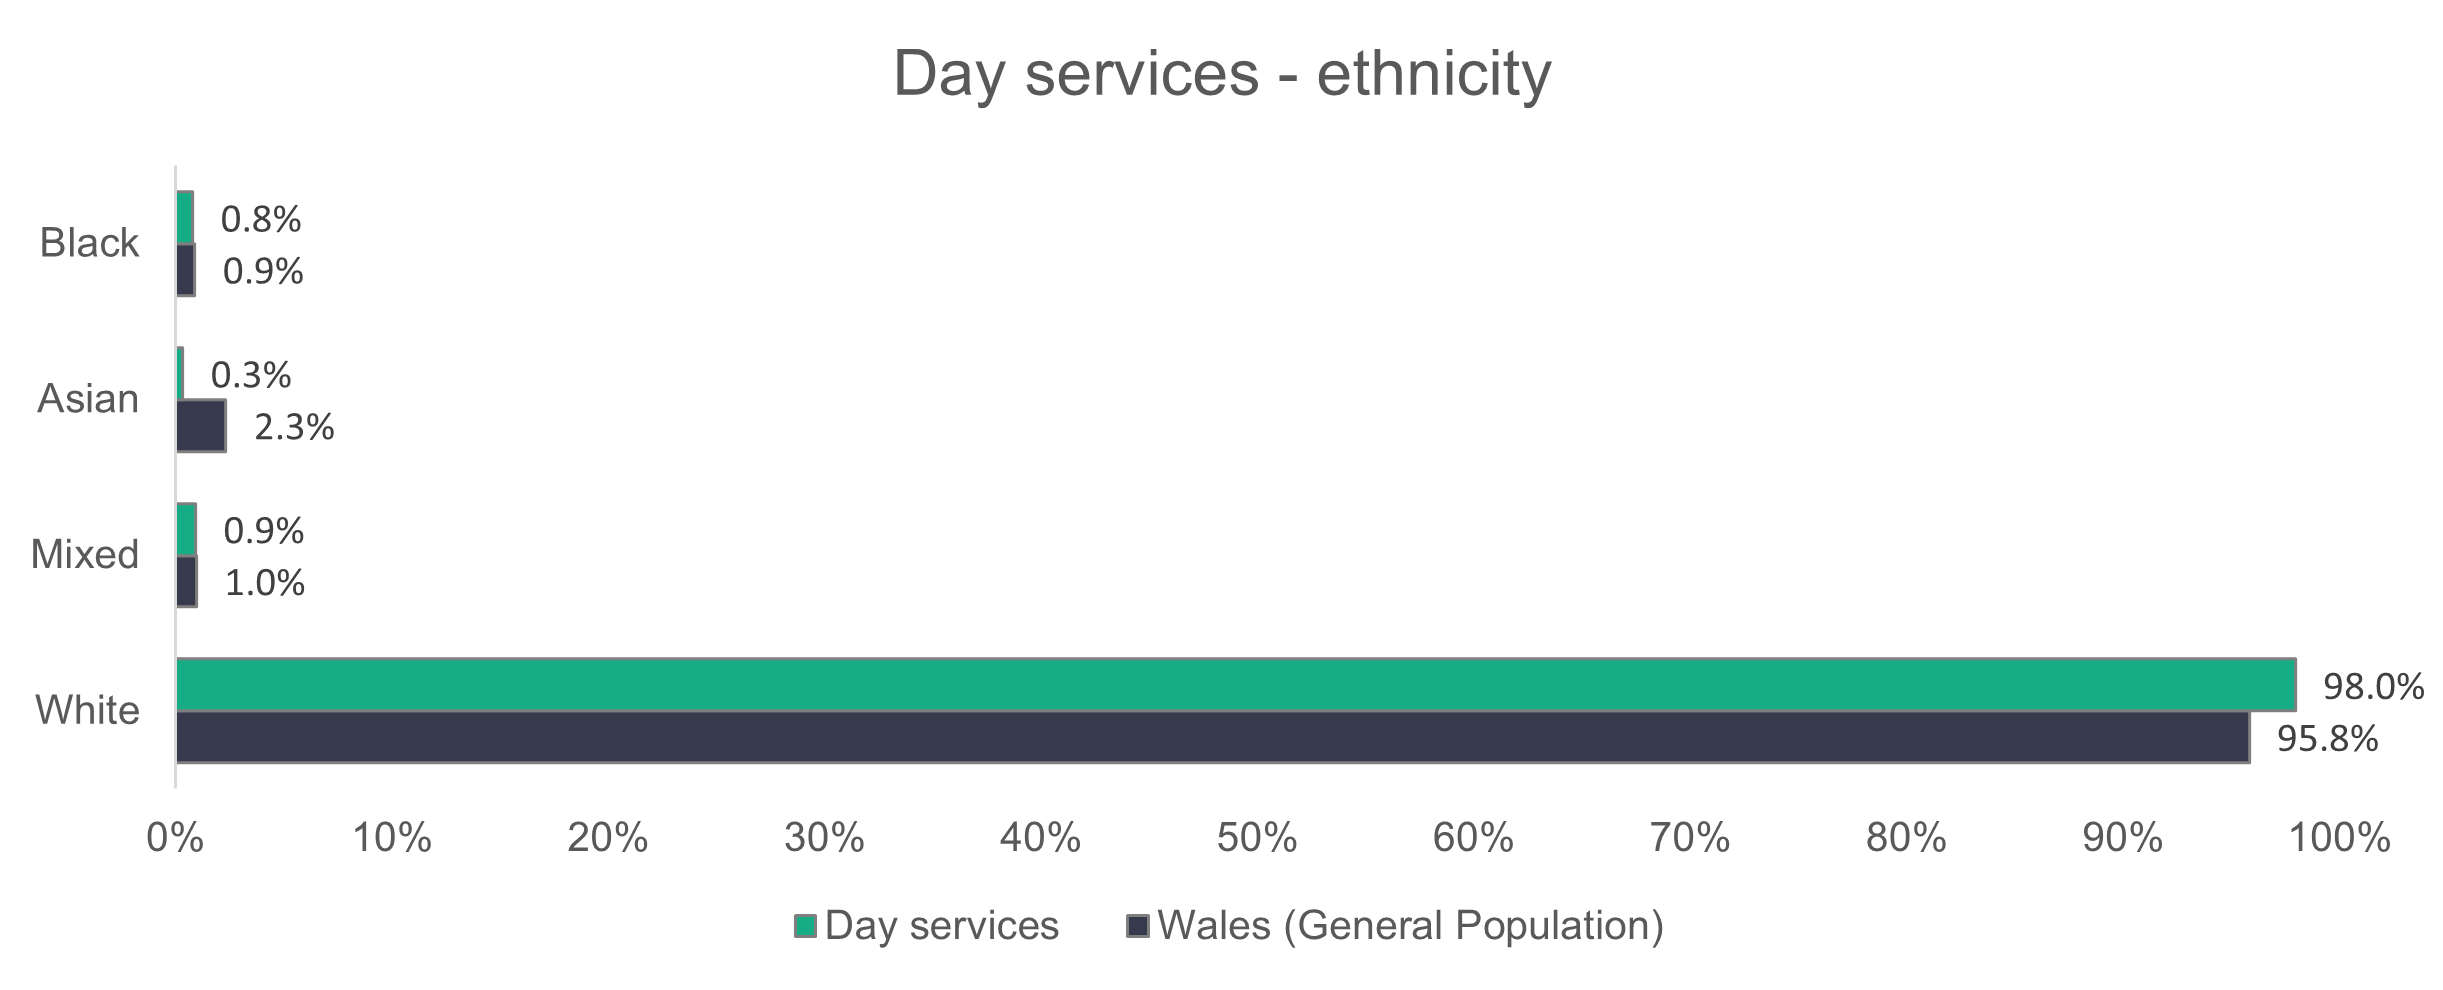 Day services - ethnicity
Black
0.8%
0.9%
Asian
0.3%
2.3%
Mixed
0.9%
1.0%
White
98.0%
95.8%
0% 10% 20% 30% 40% 50% 60% 70% 80% 90% 100%
Day services Wales (General Population)